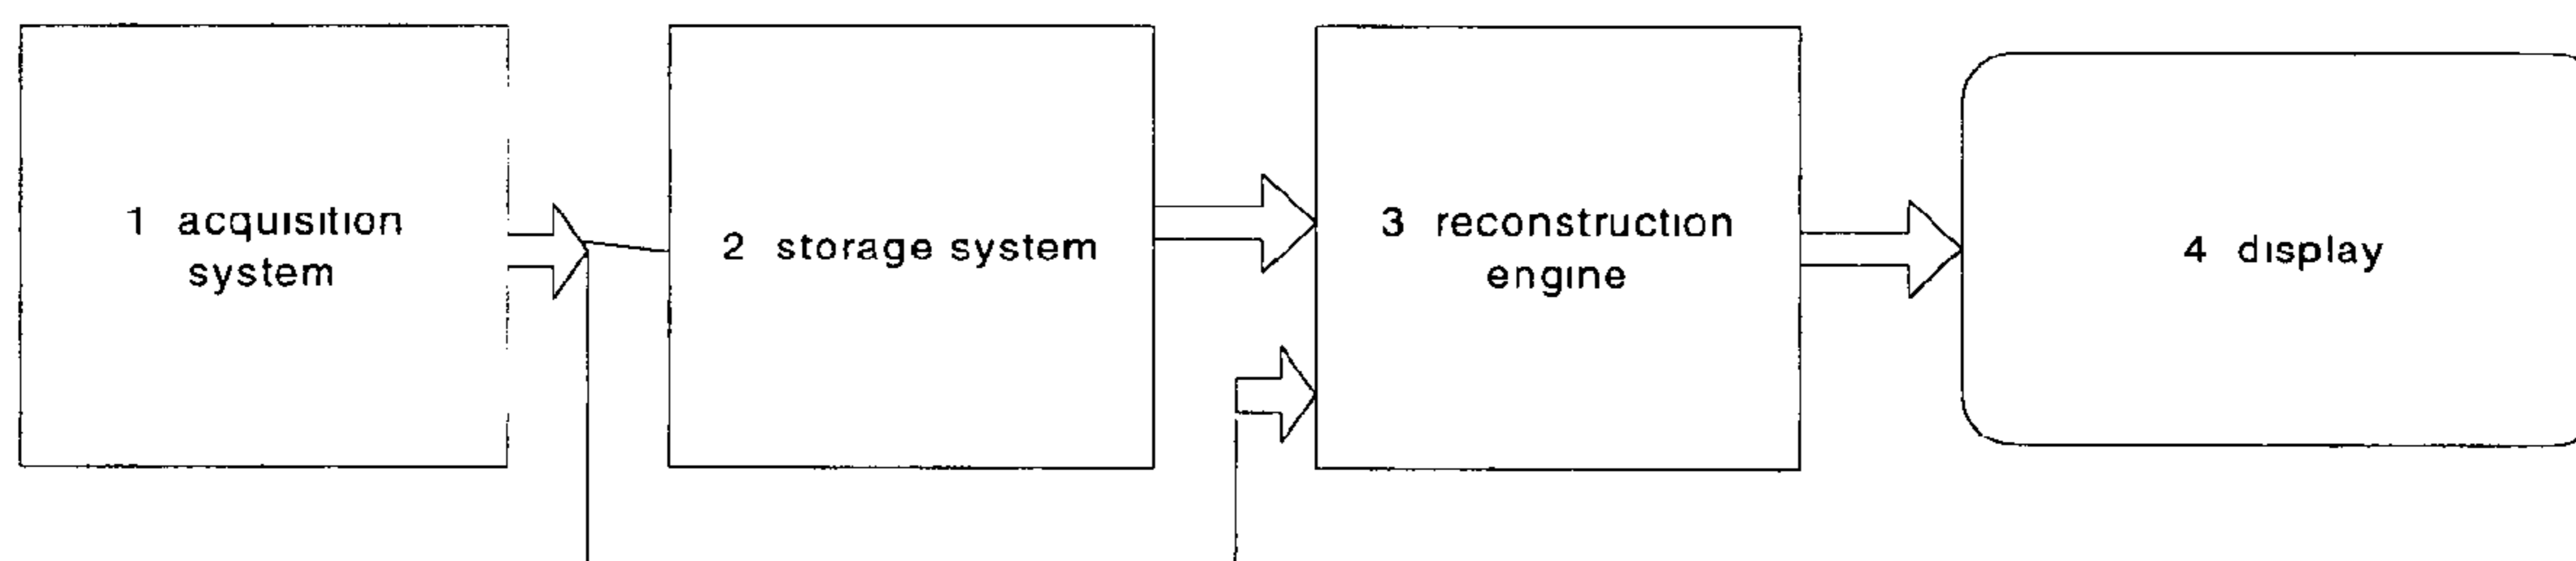 1 acquisition
system
2 storage system
3 reconstruction
engine
4 display